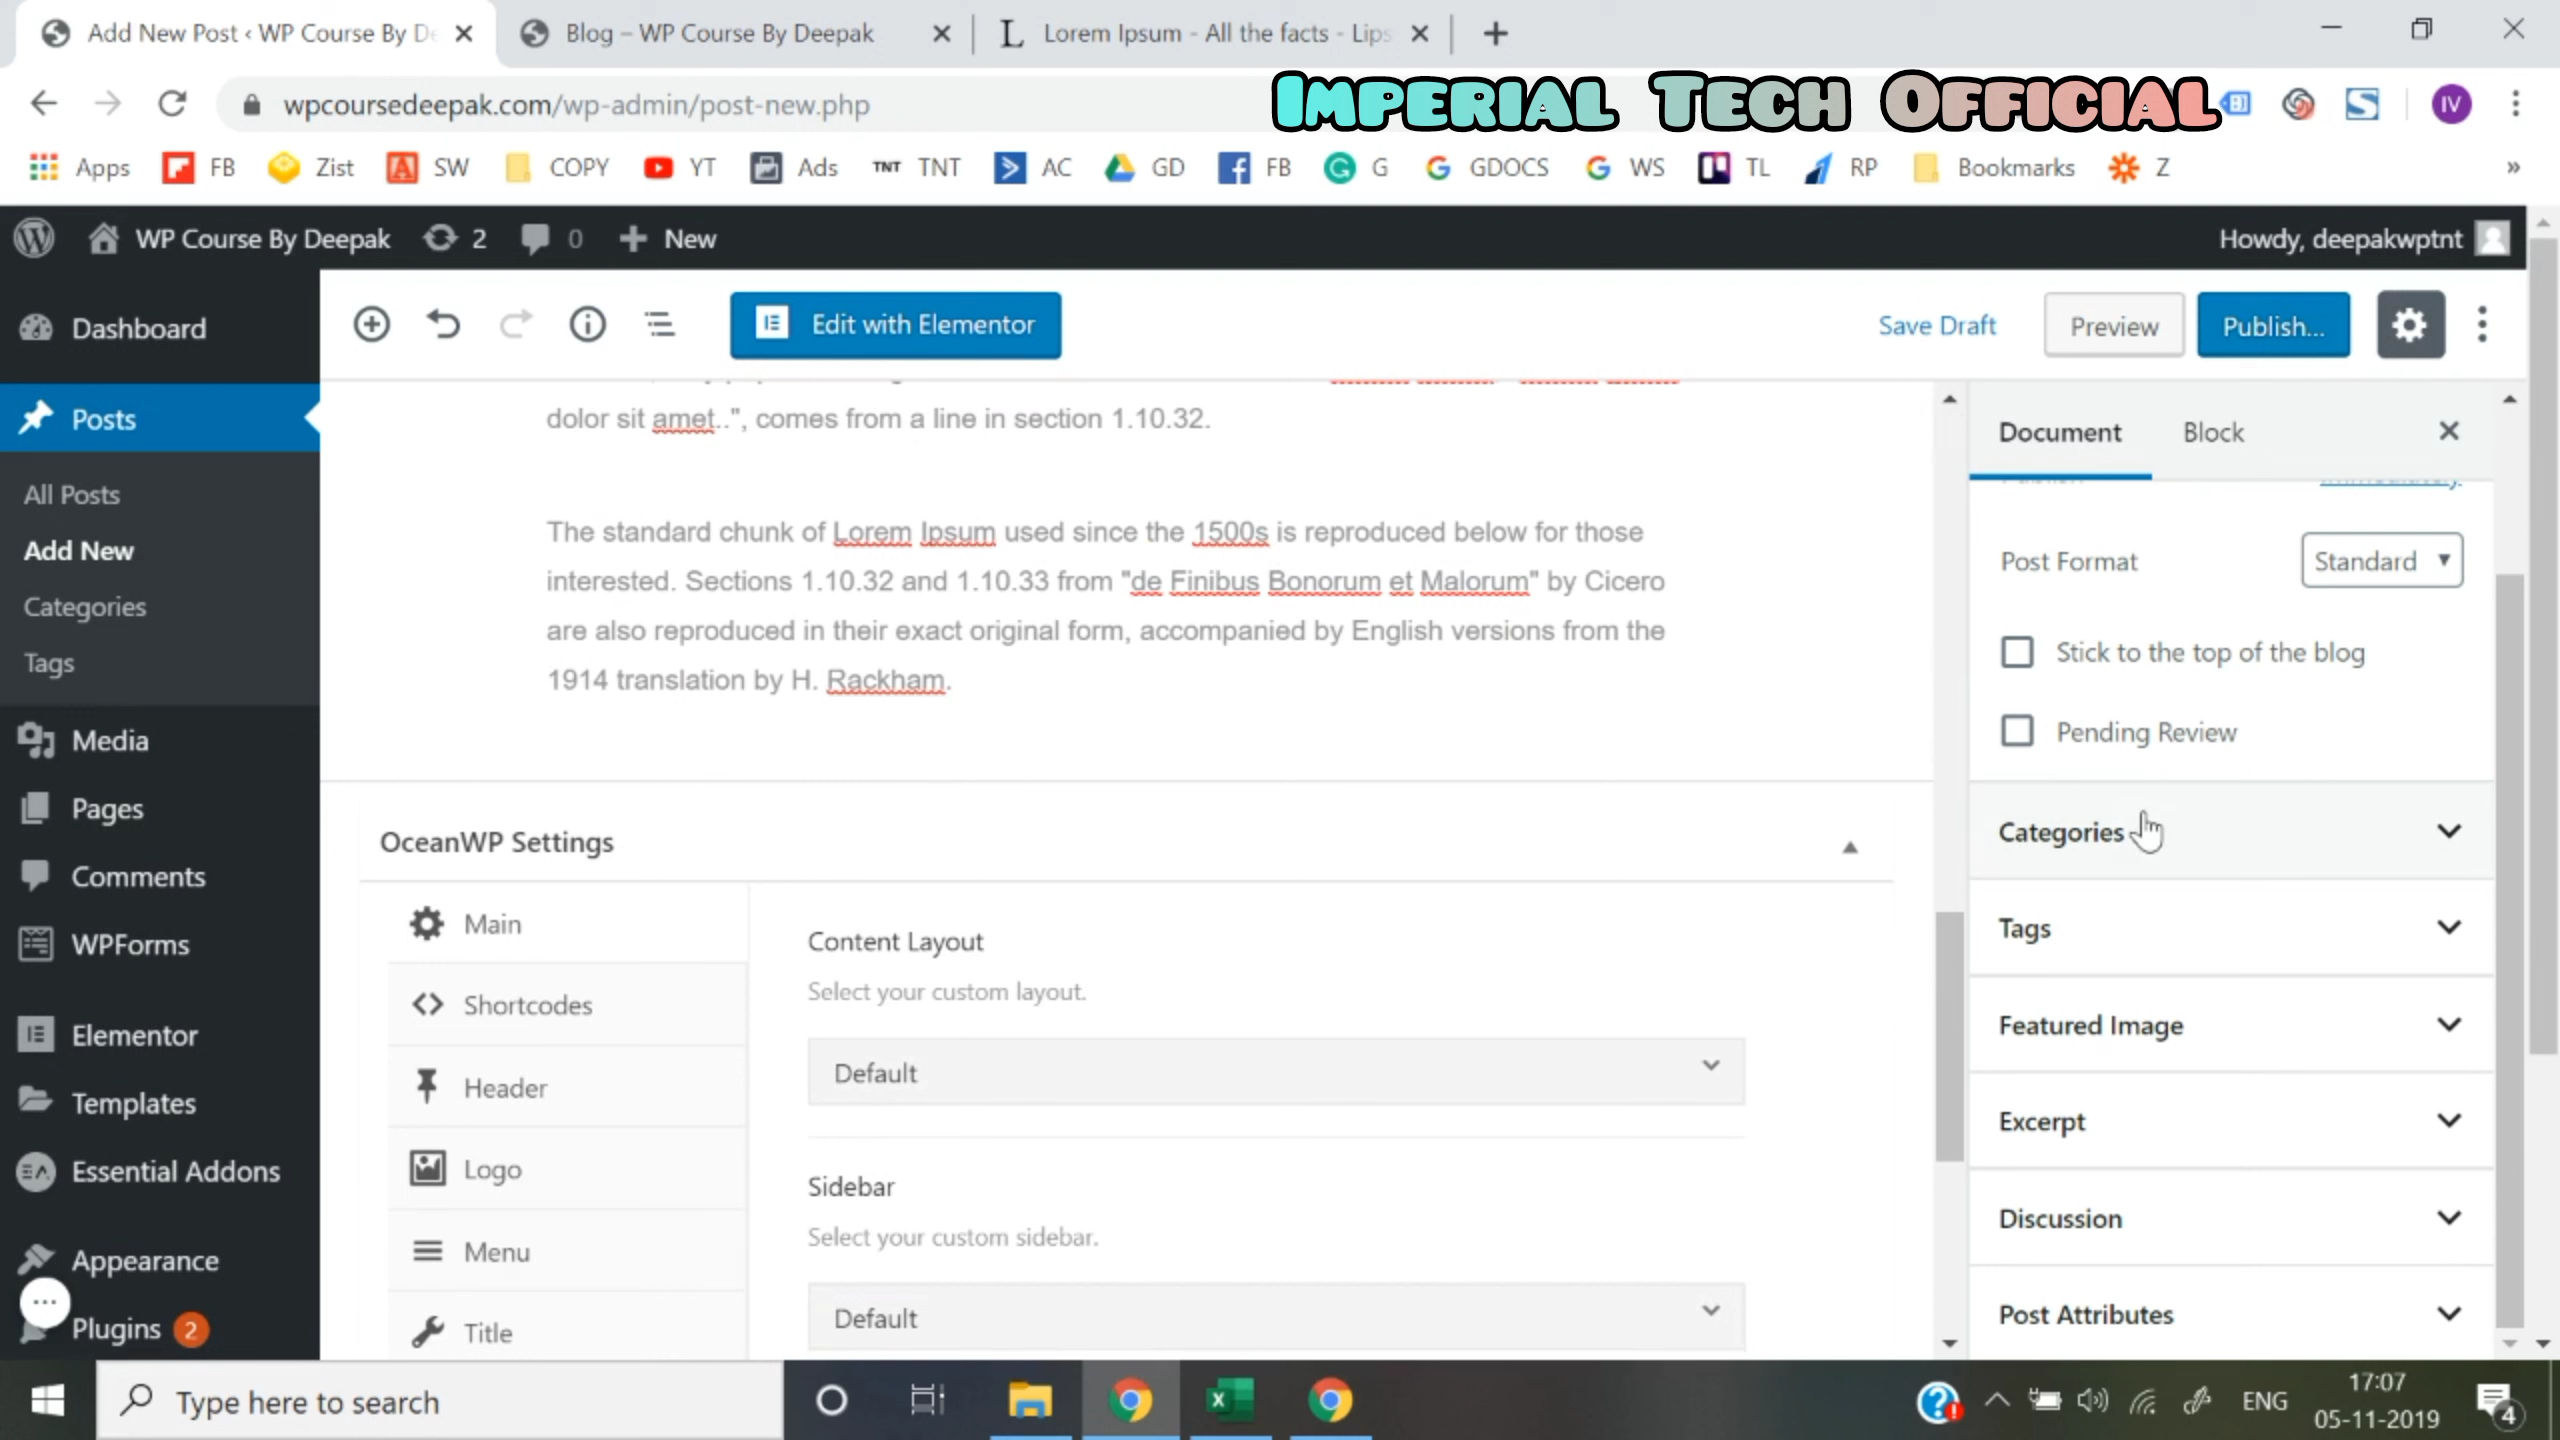 Add New Post ‹ WP Course By De
Blog – WP Course By Deepak
Lorem Ipsum - All the facts - Lips
wpcoursedeepak.com/wp-admin/post-new.php
Imperial Tech Official
IV
Apps FB Zist SW COPY YT Ads TNT TNT AC GD FB G GDOCS WS TL RP Bookmarks Z »
WP Course By Deepak 2 0 New
Howdy, deepakwptnt
Dashboard
Posts
All Posts
Add New
Categories
Tags
Media
Pages
Comments
WPForms
Elementor
Templates
Essential Addons
Appearance
Plugins 2
Edit with Elementor
Save Draft
Preview
Publish...
dolor sit amet..", comes from a line in section 1.10.32.
The standard chunk of Lorem Ipsum used since the 1500s is reproduced below for those
interested. Sections 1.10.32 and 1.10.33 from "de Finibus Bonorum et Malorum" by Cicero
are also reproduced in their exact original form, accompanied by English versions from the
1914 translation by H. Rackham.
OceanWP Settings
Main
Shortcodes
Header
Logo
Menu
Title
Content Layout
Select your custom layout.
Default
Sidebar
Select your custom sidebar.
Default
Document
Block
Post Format
Standard
Stick to the top of the blog
Pending Review
Categories
Tags
Featured Image
Excerpt
Discussion
Post Attributes
Type here to search
ENG
17:07
05-11-2019
4